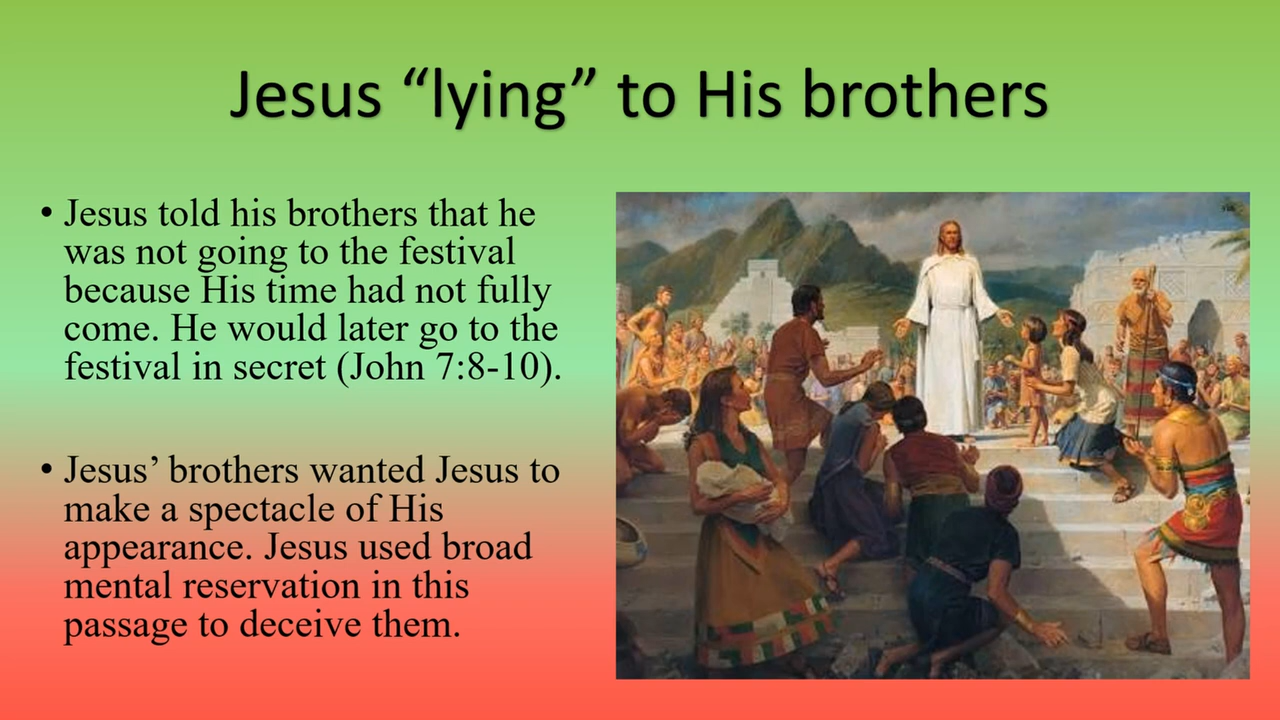 Jesus “lying” to His brothers
• Jesus told his brothers that he
was not going to the festival
because His time had not fully
come. He would later go to the
festival in secret (John 7:8-10).
• Jesus’ brothers wanted Jesus to
make a spectacle of His
appearance. Jesus used broad
mental reservation in this
passage to deceive them.